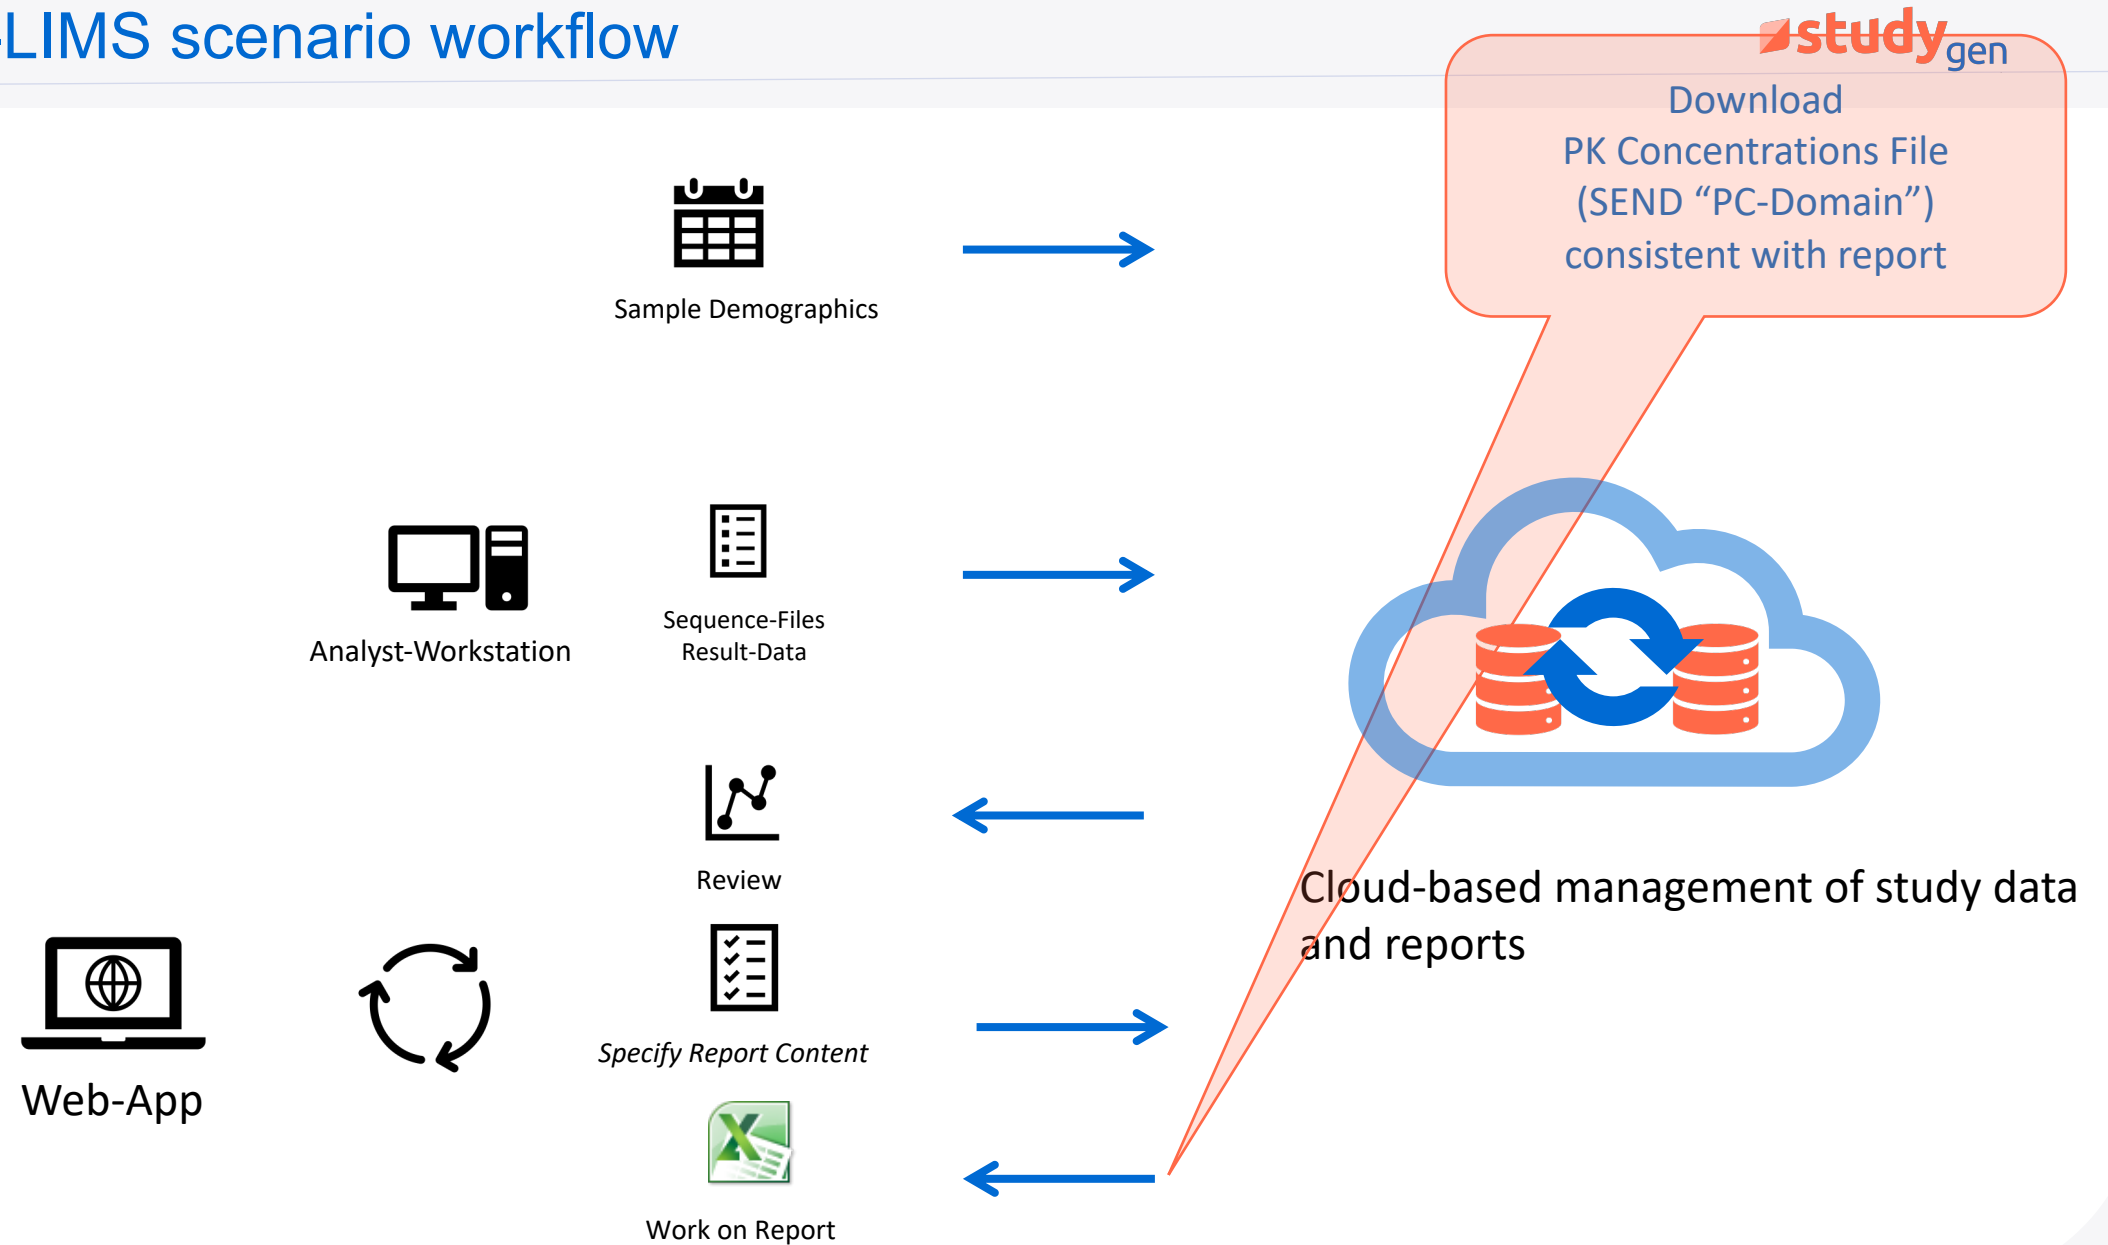 -LIMS scenario workflow
studygen
Download
PK Concentrations File
(SEND “PC-Domain”)
consistent with report
Sample Demographics
Analyst-Workstation
Sequence-Files
Result-Data
Review
Cloud-based management of study data
and reports
Specify Report Content
Web-App
Work on Report